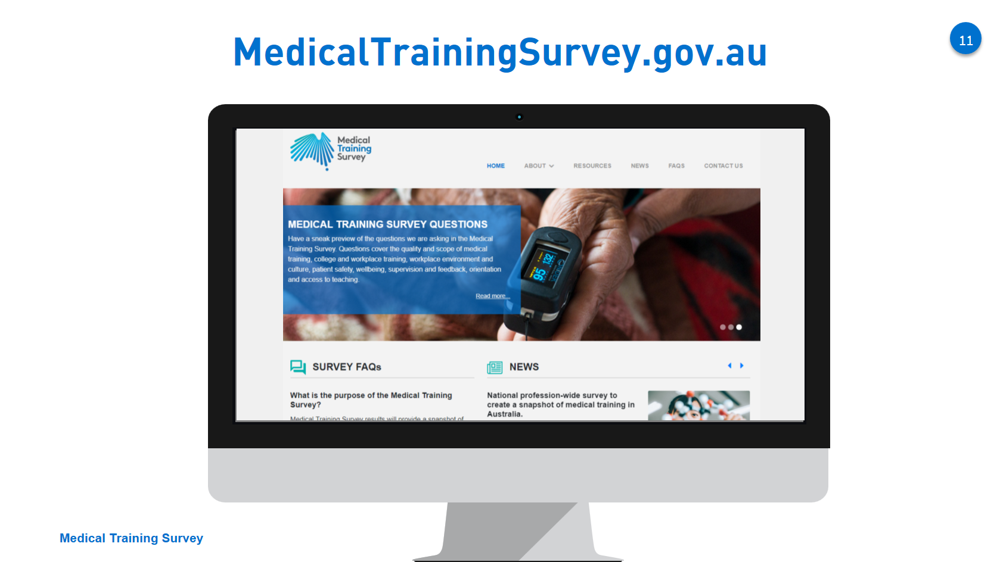 MedicalTrainingSurvey.gov.au
11
Medical
Training
Survey
HOME ABOUT RESOURCES NEWS FAQS CONTACT US
MEDICAL TRAINING SURVEY QUESTIONS
Have a sneak preview of the questions we are asking in the Medical
Training Survey. Questions cover the quality and scope of medical
training, college and workplace training, workplace environment and
culture, patient safety, wellbeing, supervision and feedback, orientation
and access to teaching.
Read more...
95 132
SURVEY FAQs
What is the purpose of the Medical Training
Survey?
Medical Training Survey results will provide a snapshot of
NEWS
National profession-wide survey to
create a snapshot of medical training in
Australia.
Medical Training Survey